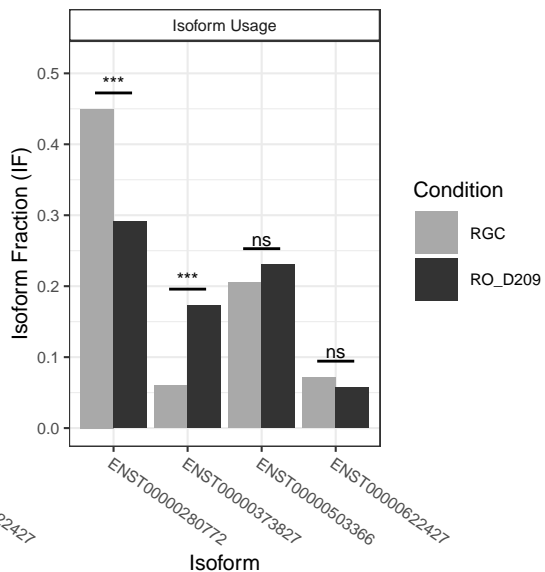 Isoform Usage
Isoform Fraction (IF)
0.5
0.4
0.3
0.2
0.1
0.0
***
***
ns
ns
Condition
RGC
RO_D209
22427
ENST00000280772
ENST00000373827
ENST00000503366
ENST00000622427
Isoform